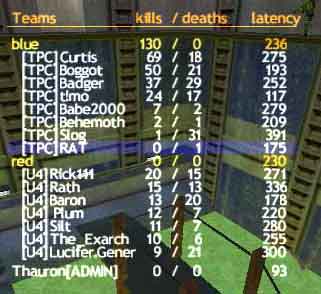 Teams kills / deaths latency
blue 130 / 0 236
[TPC]Curtis 69 / 18 275
[TPC]Boggot 50 / 21 193
[TPC]Badger 37 / 29 252
[TPC]t!mo 24 / 17 117
[TPC]Babe2000 7 / 2 279
[TPC]Behemoth 2 / 1 209
[TPC]Slog 1 / 31 391
[TPC]RAT 0 / 1 175
red 0 / 0 230
[U4] 20 / 15 271
[U4]Rath 15 / 13 336
[U4]Baron 13 / 20 178
[U4] Plum 12 / 7 220
[U4]Silt 11 / 7 280
[U4]The_Exarch 10 / 6 255
[U4]Lucifer.Gener 9 / 21 300
Thauron[ADMIN] 0 / 0 93